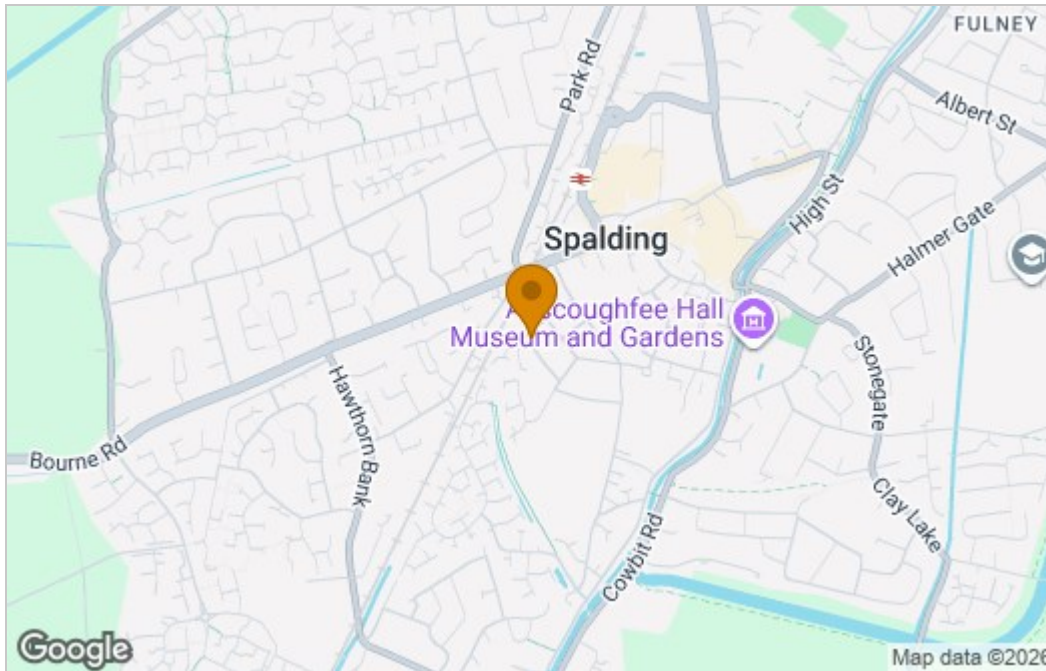 FULNEY
Park Rd
Albert St
High St
Halmer Gate
Spalding
Ayscoughfee Hall
Museum and Gardens
Stonegate
Hawthorn Bank
Bourne Rd
Clay Lake
Cowbit Rd
Google
Map data ©2026